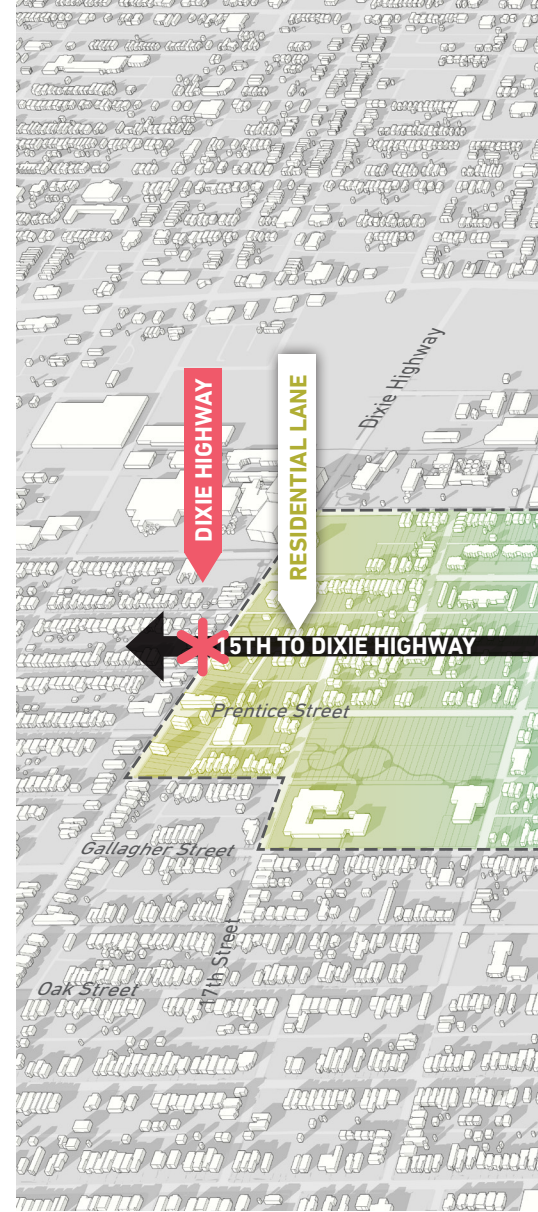 Dixie Highway
DIXIE HIGHWAY
RESIDENTIAL LANE
15TH TO DIXIE HIGHWAY
Prentice Street
Gallagher Street
17th Street
Oak Street